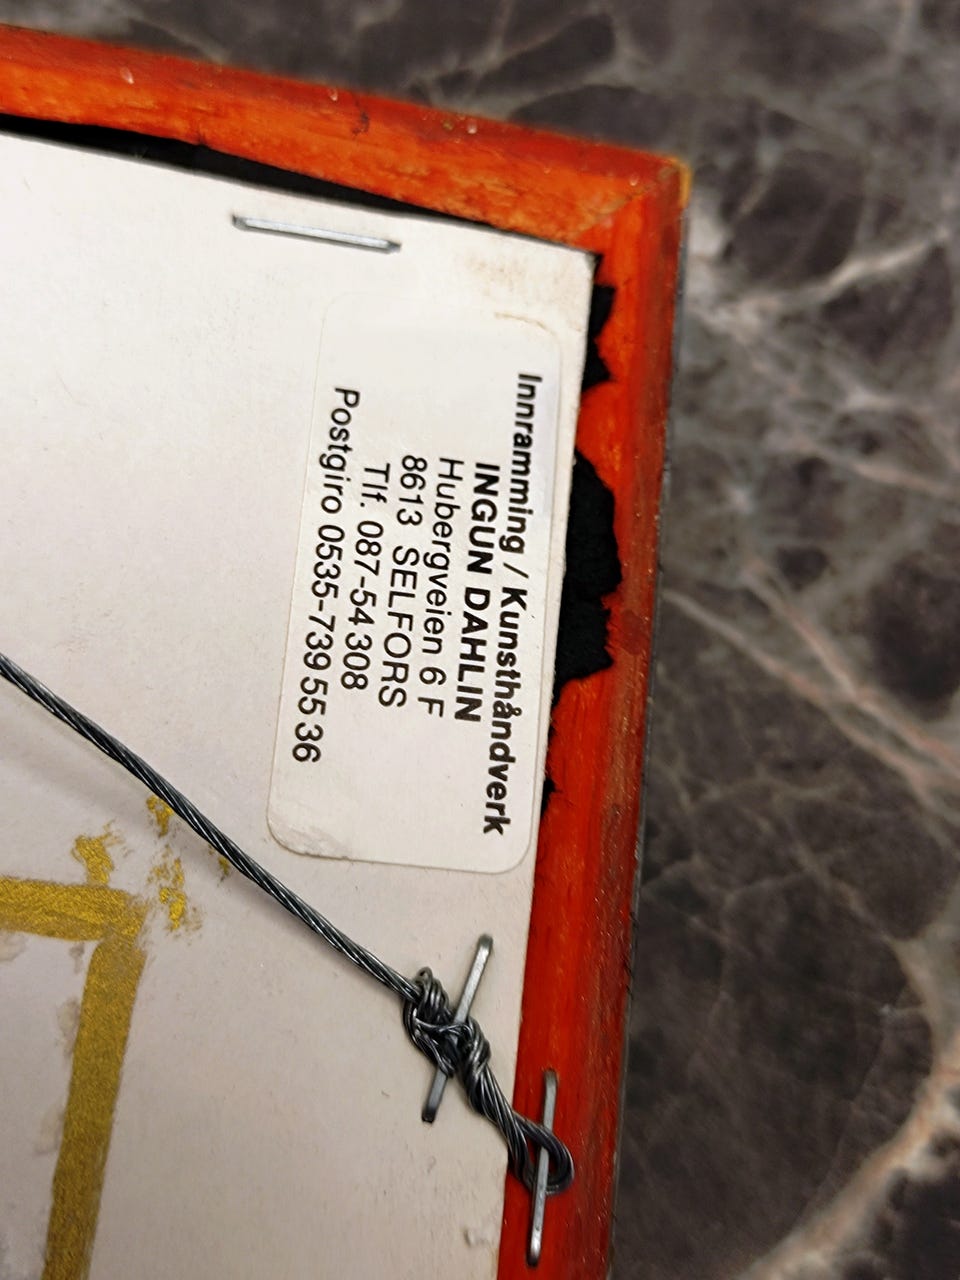 Innramming / Kunsthåndverk
INGUN DAHLIN
Hubergveien 6 F
8613 SELFORS
Tlf. 087-54 308
Postgiro 0535-739 55 36